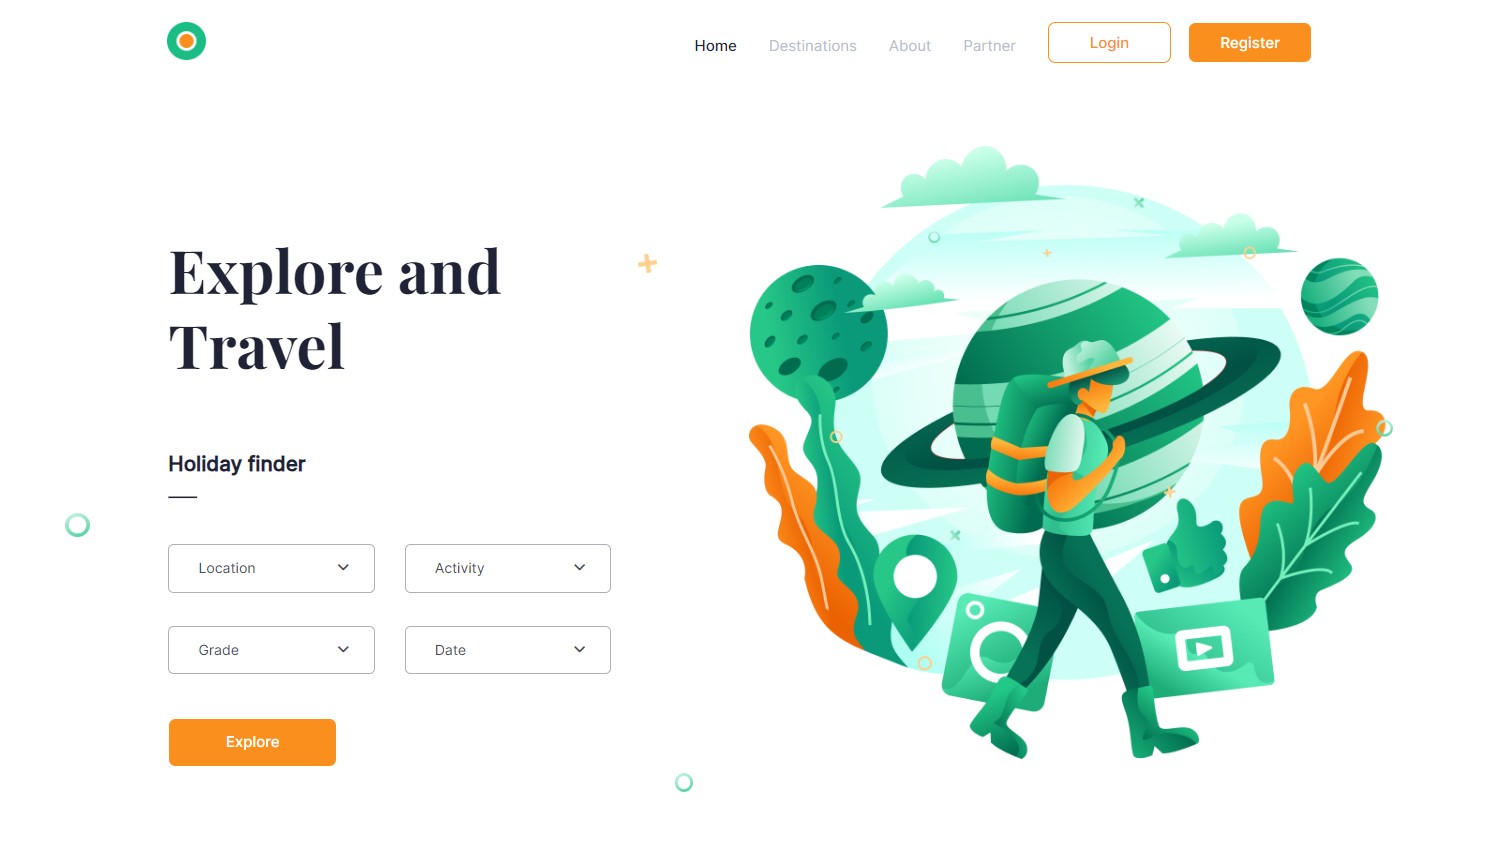 Home Destinations About Partner Login Register
Explore and
Travel
Holiday finder
Location Activity
Grade Date
Explore